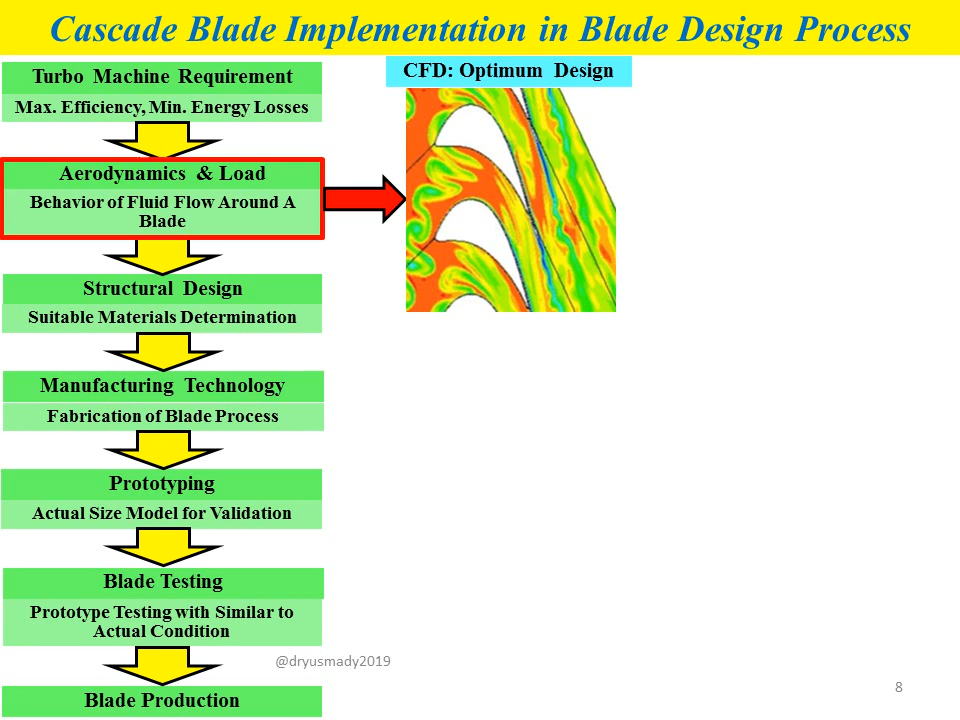 Cascade Blade Implementation in Blade Design Process
Turbo Machine Requirement
Max. Efficiency, Min. Energy Losses
CFD: Optimum Design
Aerodynamics & Load
Behavior of Fluid Flow Around A
Blade
Structural Design
Suitable Materials Determination
Manufacturing Technology
Fabrication of Blade Process
Prototyping
Actual Size Model for Validation
Blade Testing
Prototype Testing with Similar to
Actual Condition
Blade Production
@dryusmady2019
8